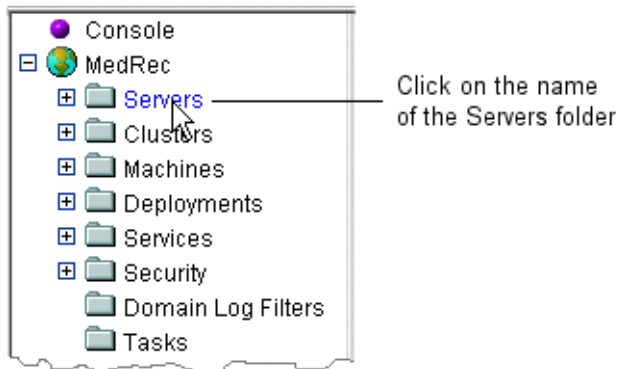 Console
MedRec
Servers
Click on the name
of the Servers folder
Clusters
Machines
Deployments
Services
Security
Domain Log Filters
Tasks